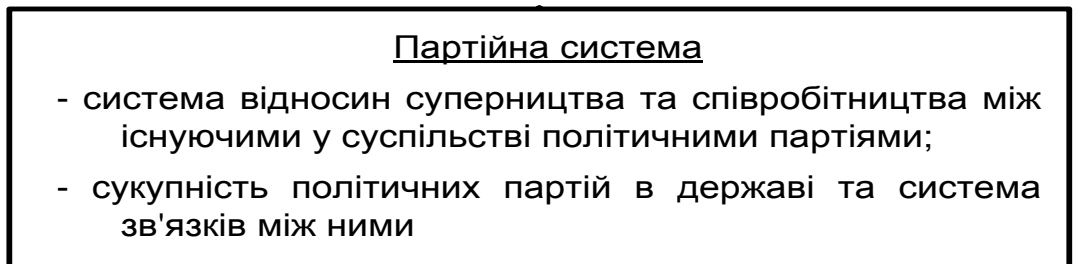 Партійна система
- система відносин суперництва та співробітництва між
існуючими у суспільстві політичними партіями;
- сукупність політичних партій в державі та система
зв'язків між ними